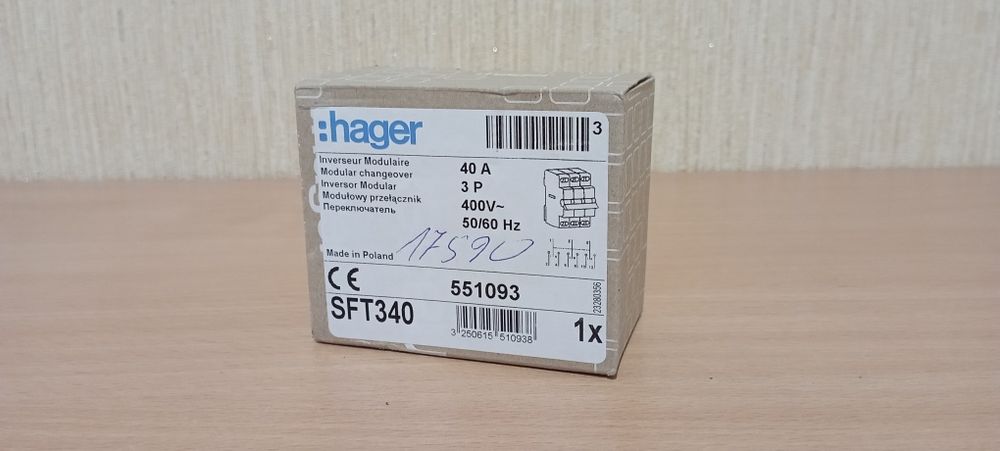 :hager
3
Inverseur Modulaire
Modular changeover
Inversor Modular
Modułowy przełącznik
Переключатель
40 A
3 P
400V~
50/60 Hz
17590
Made in Poland
CE
551093
23280356
SFT340
3 250615 510938
1x